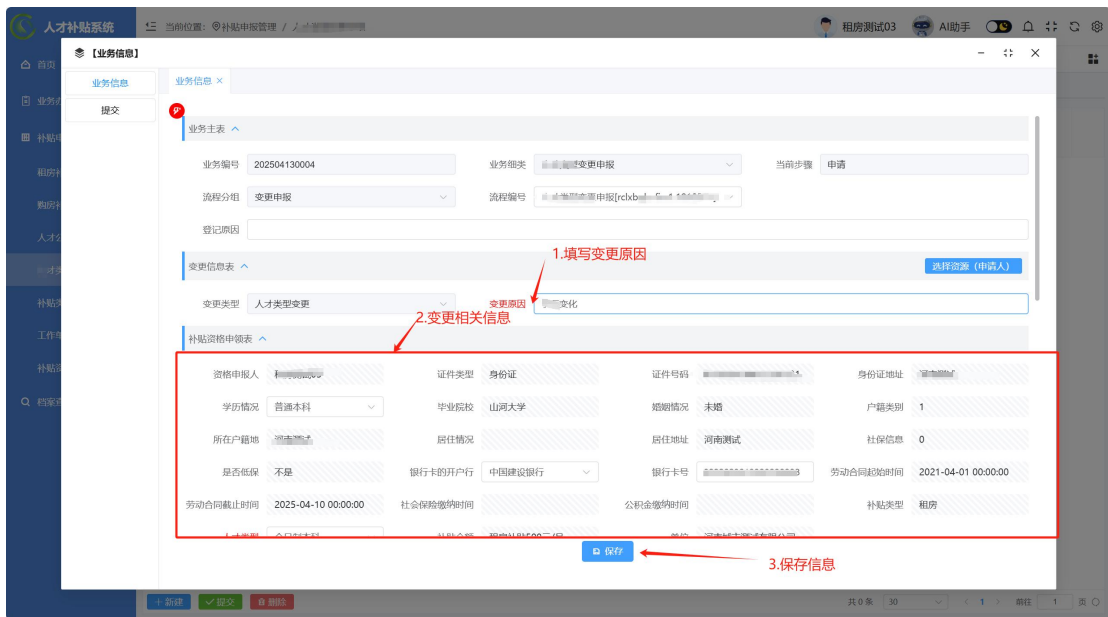 人才补贴系统 当前位置: 补贴申报管理 / 租房测试03 AI助手
【业务信息】
首页
业务信息 业务信息 ×
提交
业务主表
业务编号 202504130004 业务细类 变更申报 当前步骤 申请
流程分组 变更申报 流程编号
登记原因
1.填写变更原因
变更信息表 选择资源（申请人）
变更类型 人才类型变更 变更原因 变化
2.变更相关信息
补贴资格申领表
资格申报人 证件类型 身份证 证件号码 身份证地址
学历情况 普通本科 毕业院校 山河大学 婚姻情况 未婚 户籍类别 1
所在户籍地 居住情况 居住地址 河南测试 社保信息 0
是否低保 不是 银行卡的开户行 中国建设银行 银行卡号 劳动合同起始时间 2021-04-01 00:00:00
劳动合同截止时间 2025-04-10 00:00:00 社会保险缴纳时间 公积金缴纳时间 补贴类型 租房
保存
3.保存信息
+新建 提交 删除 共 0 条 30 1 前往 1 页